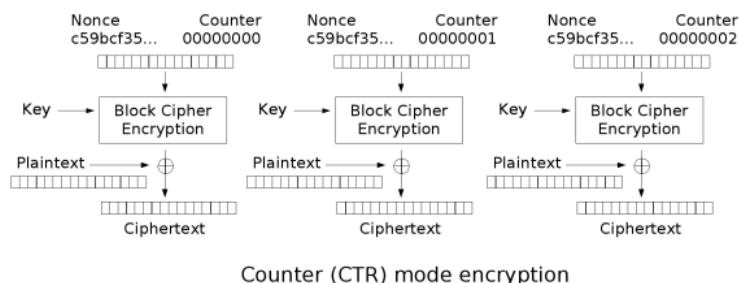 Nonce Counter
c59bcf35... 00000000
Key
Block Cipher
Encryption
Plaintext
Ciphertext
Nonce Counter
c59bcf35... 00000001
Key
Block Cipher
Encryption
Plaintext
Ciphertext
Nonce Counter
c59bcf35... 00000002
Key
Block Cipher
Encryption
Plaintext
Ciphertext
Counter (CTR) mode encryption